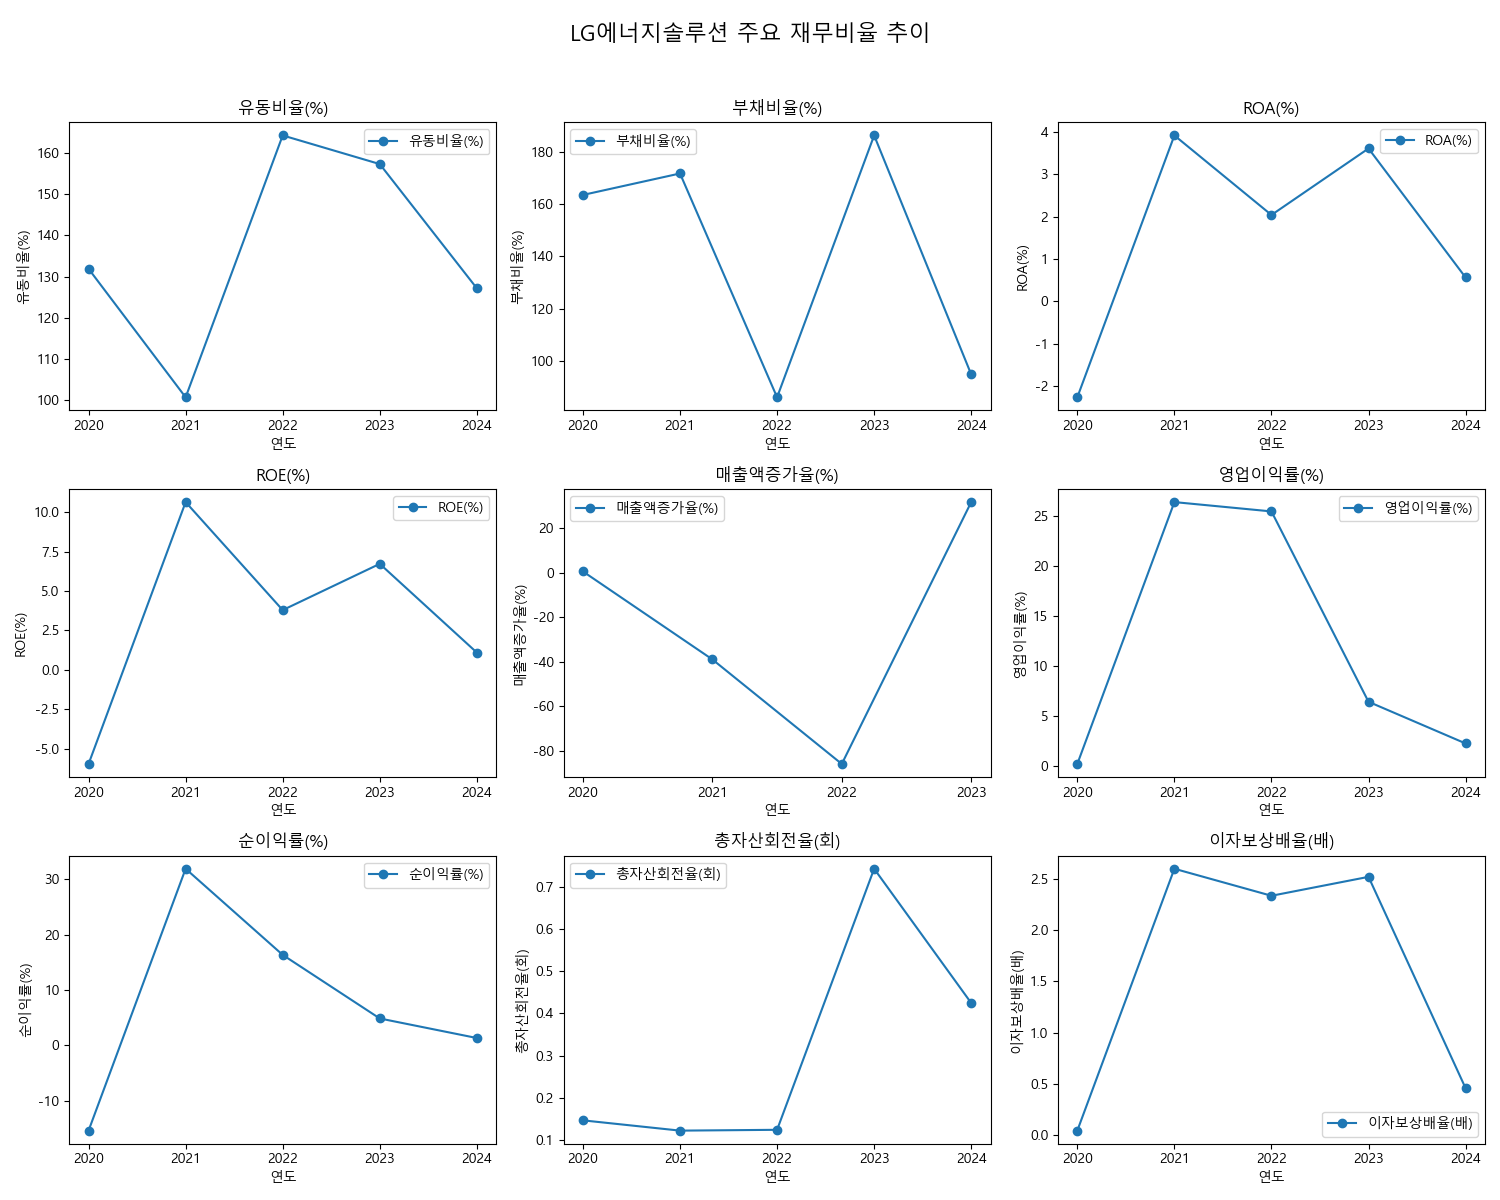 LG에너지솔루션 주요 재무비율 추이
유동비율(%)
유동비율(%)
유동비율(%)
160
150
140
130
120
110
100
2020 2021 2022 2023 2024
연도
부채비율(%)
부채비율(%)
부채비율(%)
180
160
140
120
100
2020 2021 2022 2023 2024
연도
ROA(%)
ROA(%)
ROA(%)
4
3
2
1
0
-1
-2
2020 2021 2022 2023 2024
연도
ROE(%)
ROE(%)
ROE(%)
10.0
7.5
5.0
2.5
0.0
-2.5
-5.0
2020 2021 2022 2023 2024
연도
매출액증가율(%)
매출액증가율(%)
매출액증가율(%)
20
0
-20
-40
-60
-80
2020 2021 2022 2023
연도
영업이익률(%)
영업이익률(%)
영업이익률(%)
25
20
15
10
5
0
2020 2021 2022 2023 2024
연도
순이익률(%)
순이익률(%)
순이익률(%)
30
20
10
0
-10
2020 2021 2022 2023 2024
연도
총자산회전율(회)
총자산회전율(회)
총자산회전율(회)
0.7
0.6
0.5
0.4
0.3
0.2
0.1
2020 2021 2022 2023 2024
연도
이자보상배율(배)
이자보상배율(배)
2.5
2.0
1.5
1.0
0.5
0.0
이자보상배율(배)
2020 2021 2022 2023 2024
연도